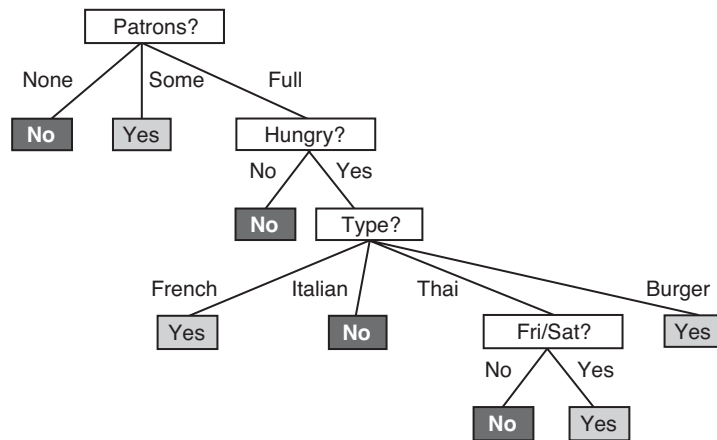 Patrons?
None Some Full
No Yes Hungry?
No Yes
No Type?
French Italian Thai Burger
Yes No Fri/Sat? Yes
No Yes
No Yes